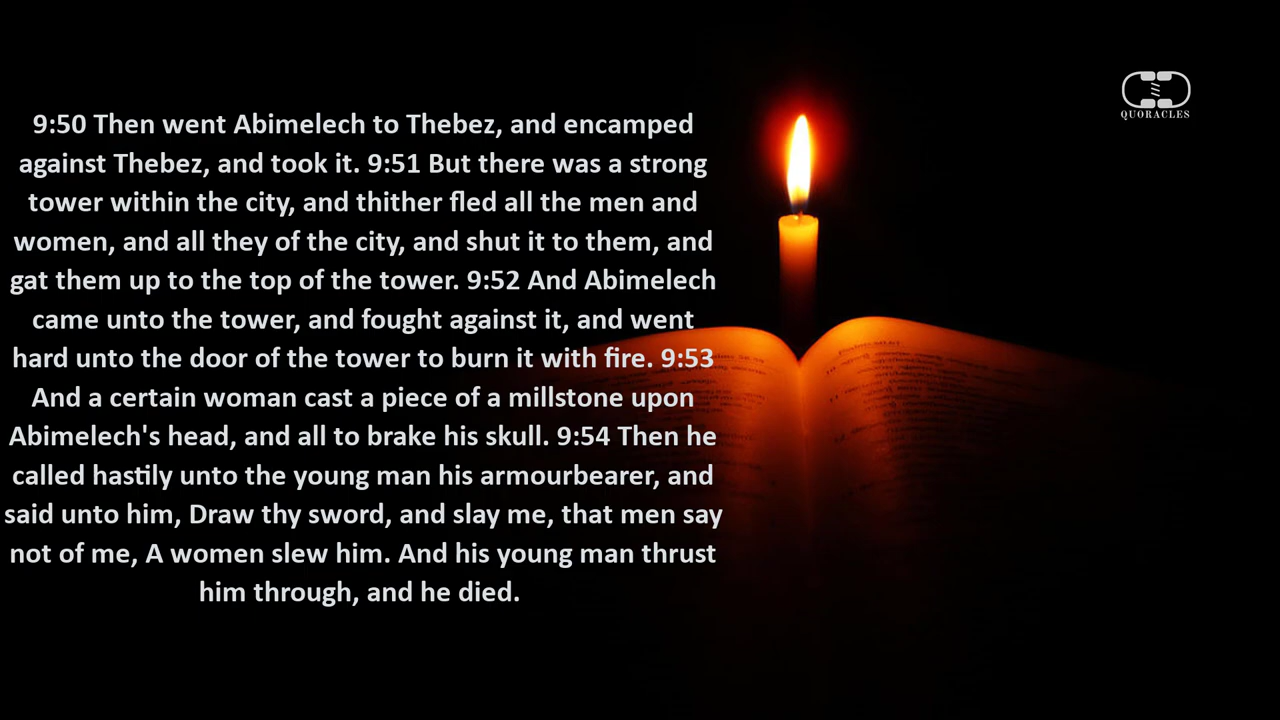 QUORACLES
9:50 Then went Abimelech to Thebez, and encamped
against Thebez, and took it. 9:51 But there was a strong
tower within the city, and thither fled all the men and
women, and all they of the city, and shut it to them, and
gat them up to the top of the tower. 9:52 And Abimelech
came unto the tower, and fought against it, and went
hard unto the door of the tower to burn it with fire. 9:53
And a certain woman cast a piece of a millstone upon
Abimelech's head, and all to brake his skull. 9:54 Then he
called hastily unto the young man his armourbearer, and
said unto him, Draw thy sword, and slay me, that men say
not of me, A women slew him. And his young man thrust
him through, and he died.